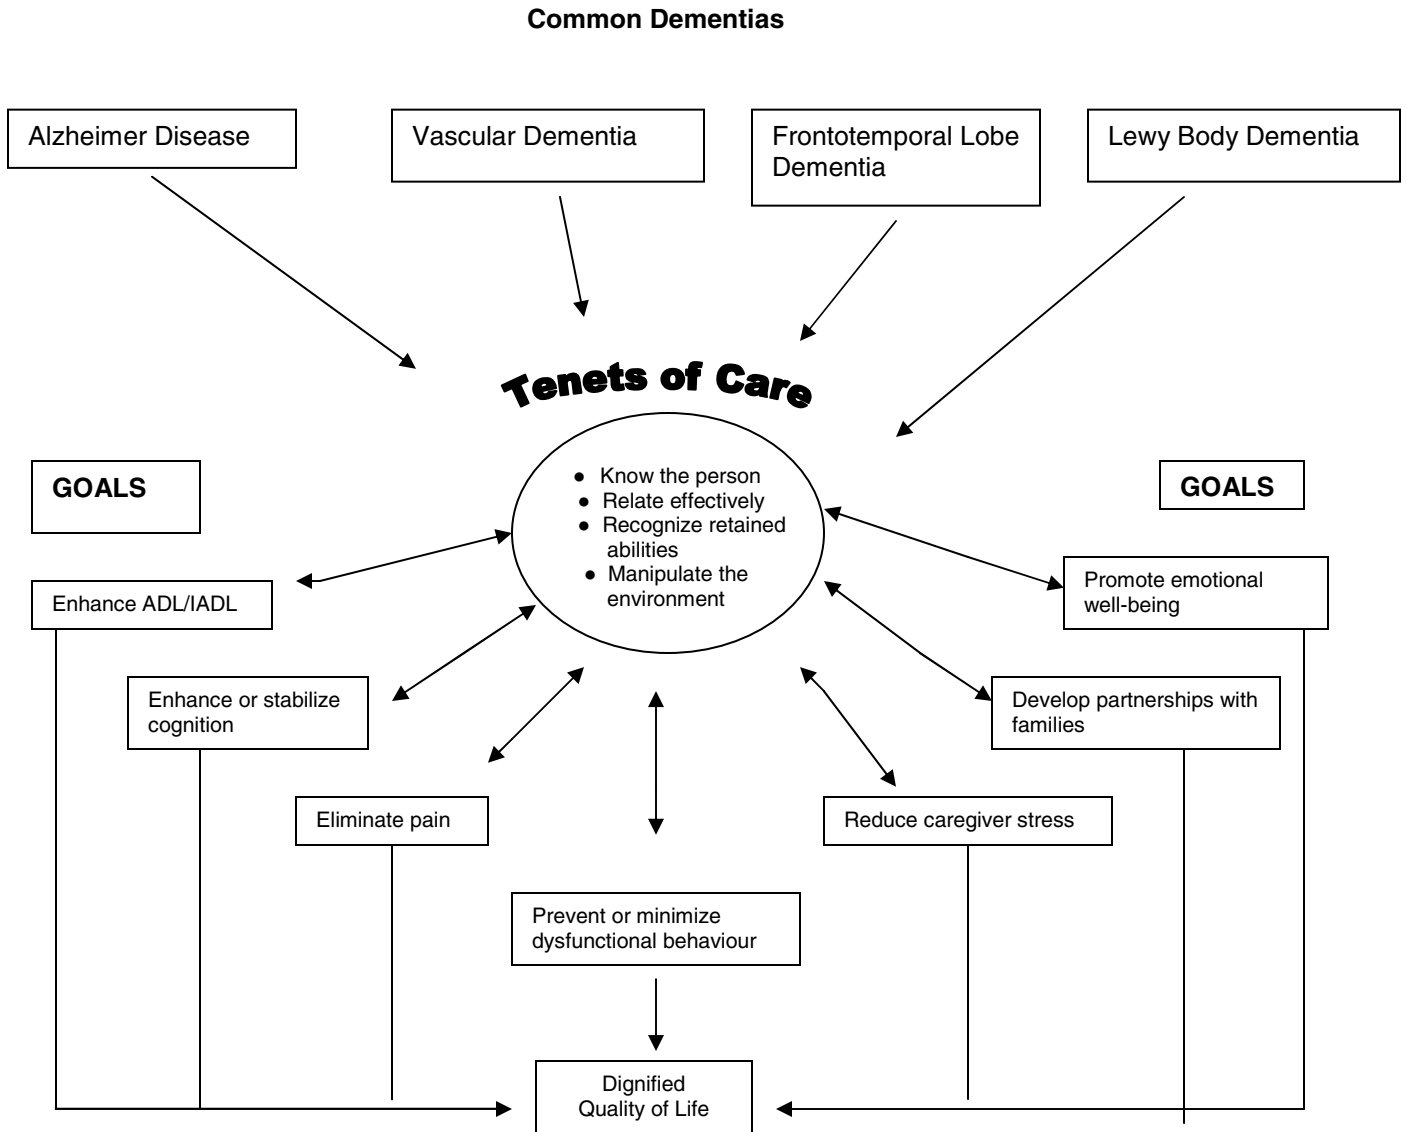 Common Dementias
Alzheimer Disease
Vascular Dementia
Frontotemporal Lobe
Dementia
Lewy Body Dementia
Tenets of Care
● Know the person
● Relate effectively
● Recognize retained
abilities
● Manipulate the
environment
GOALS
GOALS
Enhance ADL/IADL
Promote emotional
well-being
Enhance or stabilize
cognition
Develop partnerships with
families
Eliminate pain
Reduce caregiver stress
Prevent or minimize
dysfunctional behaviour
Dignified
Quality of Life